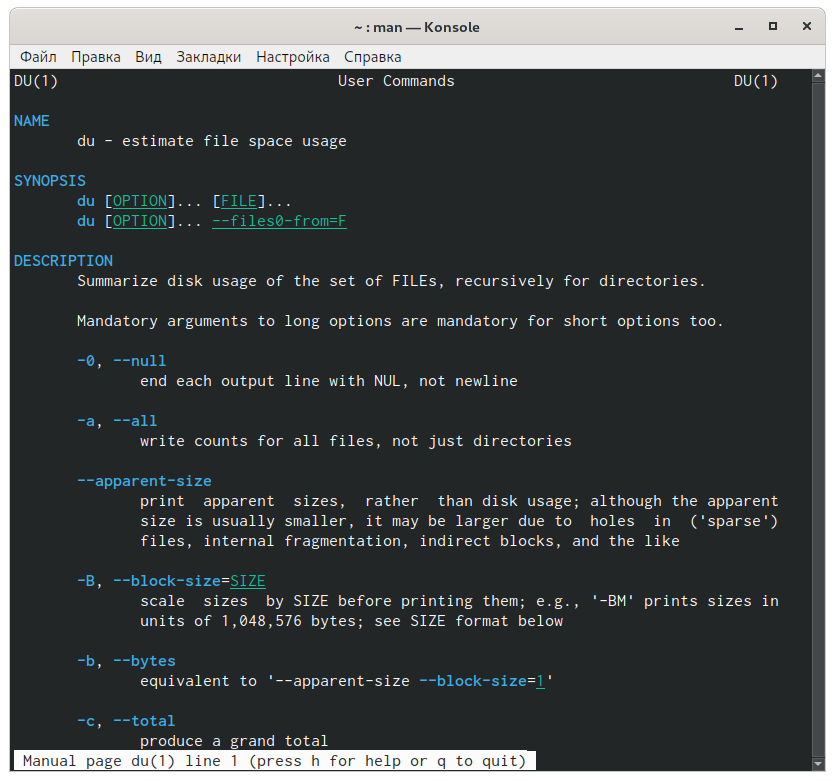 ~ : man — Konsole
Файл Правка Вид Закладки Настройка Справка
DU(1) User Commands DU(1)
NAME
du - estimate file space usage
SYNOPSIS
du [OPTION]... [FILE]...
du [OPTION]... --files0-from=F
DESCRIPTION
Summarize disk usage of the set of FILEs, recursively for directories.
Mandatory arguments to long options are mandatory for short options too.
-0, --null
end each output line with NUL, not newline
-a, --all
write counts for all files, not just directories
--apparent-size
print apparent sizes, rather than disk usage; although the apparent
size is usually smaller, it may be larger due to holes in ('sparse')
files, internal fragmentation, indirect blocks, and the like
-B, --block-size=SIZE
scale sizes by SIZE before printing them; e.g., '-BM' prints sizes in
units of 1,048,576 bytes; see SIZE format below
-b, --bytes
equivalent to '--apparent-size --block-size=1'
-c, --total
produce a grand total
Manual page du(1) line 1 (press h for help or q to quit)